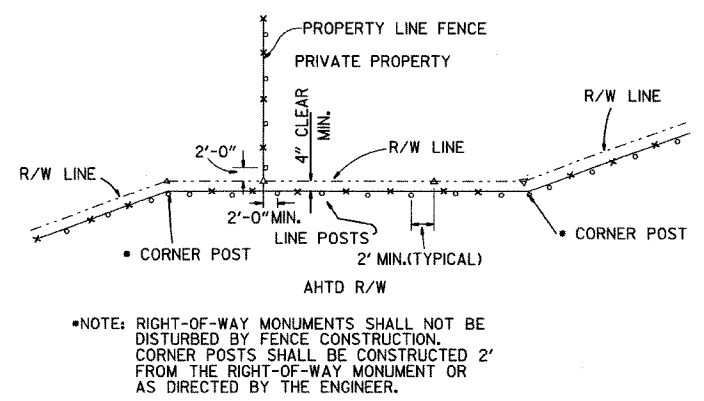 PROPERTY LINE FENCE
PRIVATE PROPERTY
R/W LINE
4" CLEAR
MIN.
2'-0"
R/W LINE
R/W LINE
2'-0" MIN.
LINE POSTS
* CORNER POST
* CORNER POST
2' MIN.(TYPICAL)
AHTD R/W
*NOTE: RIGHT-OF-WAY MONUMENTS SHALL NOT BE
DISTURBED BY FENCE CONSTRUCTION.
CORNER POSTS SHALL BE CONSTRUCTED 2'
FROM THE RIGHT-OF-WAY MONUMENT OR
AS DIRECTED BY THE ENGINEER.